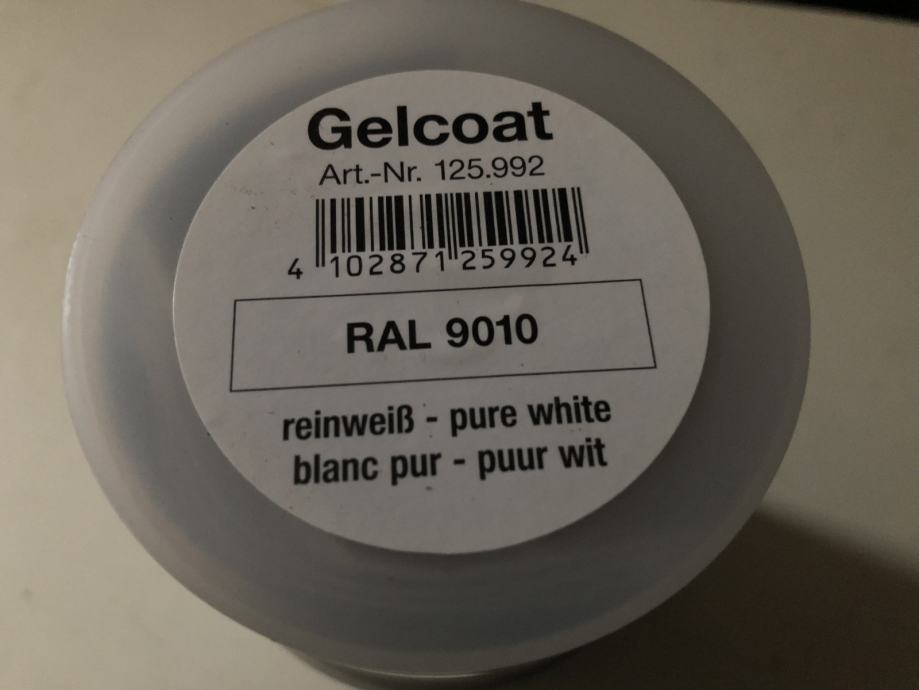 Gelcoat
Art.-Nr. 125.992
4 102871 259924
RAL 9010
reinweiß - pure white
blanc pur - puur wit